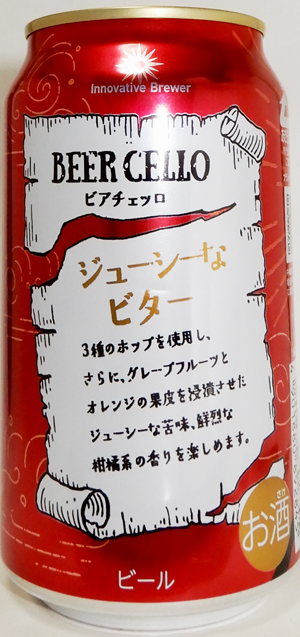 Innovative Brewer
BEER CELLO
ビアチェッロ
ジューシーな
ビター
3種のホップを使用し、
さらに、グレープフルーツと
オレンジの果皮を浸漬させた
ジューシーな苦味、鮮烈な
柑橘系の香りを楽しめます。
さけ
お酒
ビール